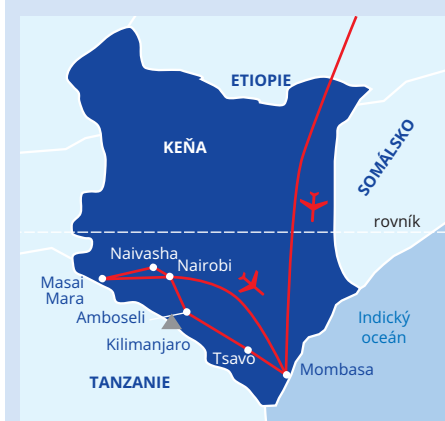 ETIOPIE
KEŇA
SOMÁLSKO
rovník
Naivasha
Nairobi
Masai
Mara
Amboseli
Kilimanjaro
Indický
oceán
Tsavo
Mombasa
TANZANIE